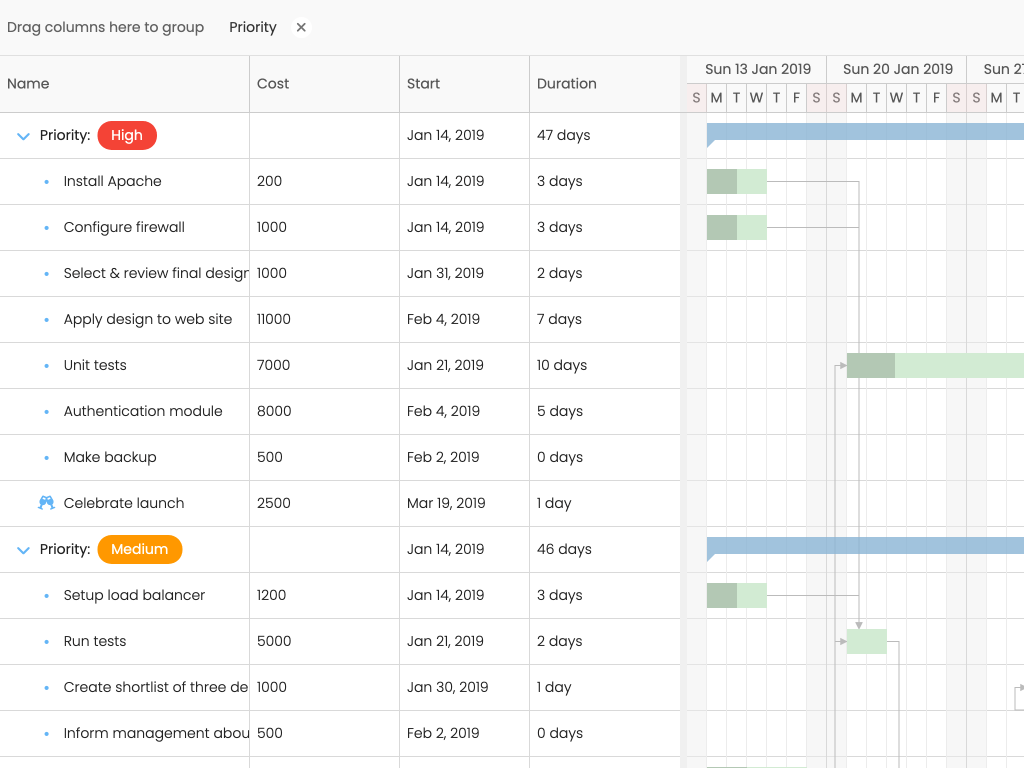 Drag columns here to group Priority
Name Cost Start Duration Sun 13 Jan 2019 Sun 20 Jan 2019 Sun
S M T W T F S S M T W T F S S M T
Priority: High Jan 14, 2019 47 days
Install Apache 200 Jan 14, 2019 3 days
Configure firewall 1000 Jan 14, 2019 3 days
Select & review final design 1000 Jan 31, 2019 2 days
Apply design to web site 11000 Feb 4, 2019 7 days
Unit tests 7000 Jan 21, 2019 10 days
Authentication module 8000 Feb 4, 2019 5 days
Make backup 500 Feb 2, 2019 0 days
Celebrate launch 2500 Mar 19, 2019 1 day
Priority: Medium Jan 14, 2019 46 days
Setup load balancer 1200 Jan 14, 2019 3 days
Run tests 5000 Jan 21, 2019 2 days
Create shortlist of three de 1000 Jan 30, 2019 1 day
Inform management abou 500 Feb 2, 2019 0 days